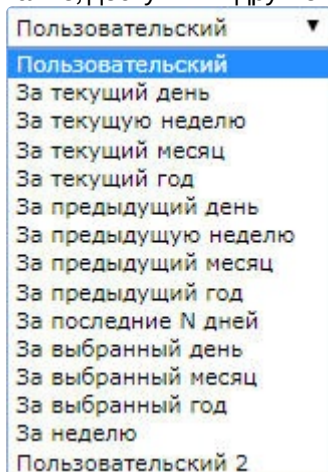 Пользовательский
Пользовательский
За текущий день
За текущую неделю
За текущий месяц
За текущий год
За предыдущий день
За предыдущую неделю
За предыдущий месяц
За предыдущий год
За последние N дней
За выбранный день
За выбранный месяц
За выбранный год
За неделю
Пользовательский 2